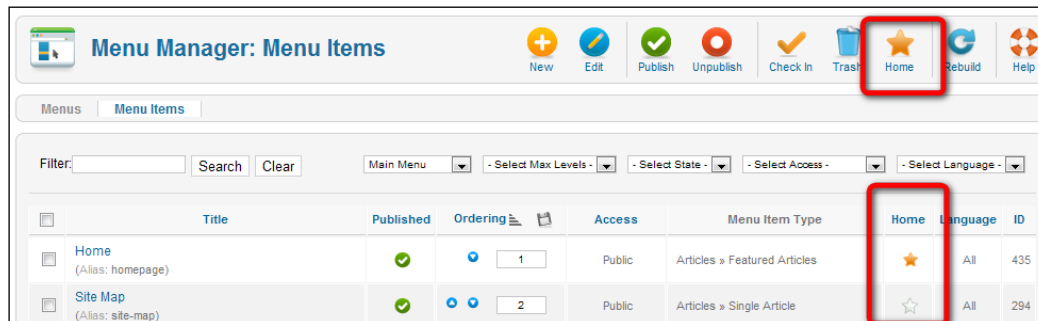 Menu Manager: Menu Items
New Edit Publish Unpublish Check In Trash Home Rebuild Help
Menus Menu Items
Filter: Search Clear Main Menu - Select Max Levels - - Select State - - Select Access - - Select Language -
Title Published Ordering Access Menu Item Type Home Language ID
Home 1 Public Articles » Featured Articles All 435
(Alias: homepage)
Site Map 2 Public Articles » Single Article All 294
(Alias: site-map)